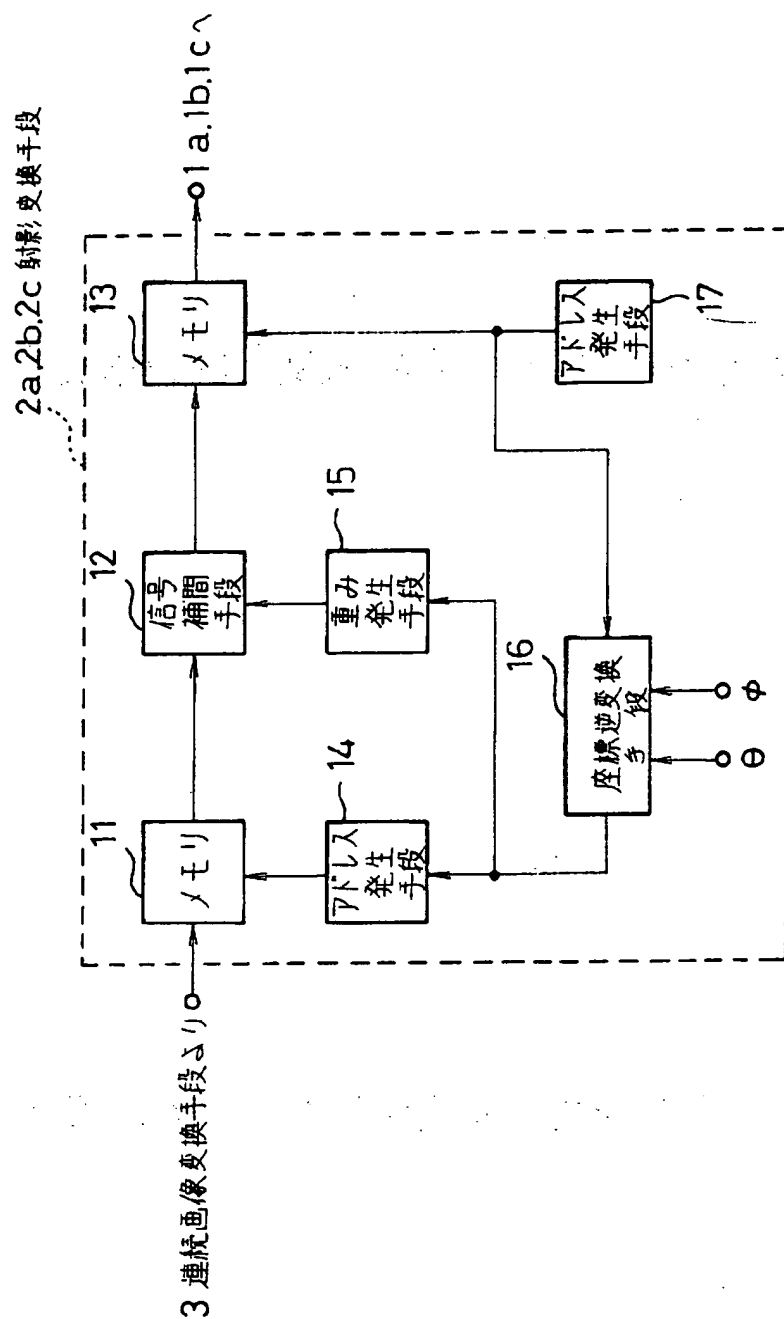 2a.2b.2c 射影変換手段
3 連続画像変換手段より
11
メモリ
12
信号
補間
手段
13
メモリ
1a.1b.1cへ
14
アドレス
発生
手段
15
重み
発生
手段
16
座標逆変換
手段
17
アドレス
発生
手段
θ
φ